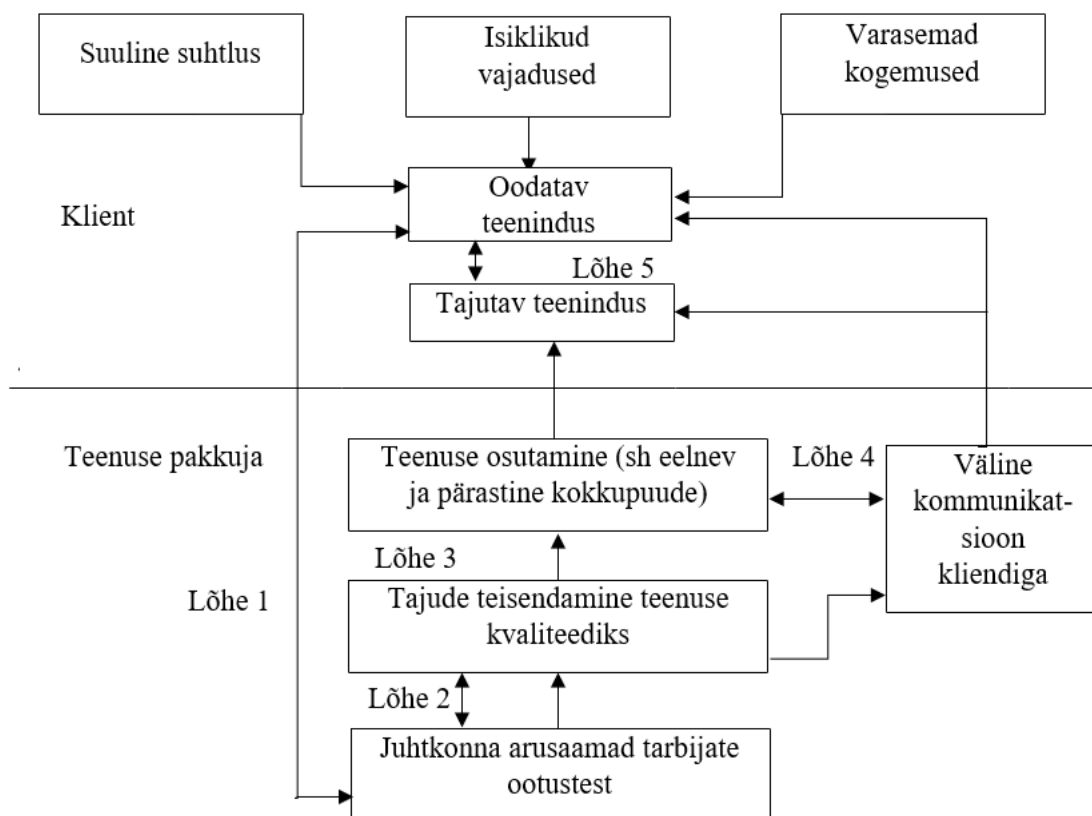 Suuline suhtlus
Isiklikud
vajadused
Varasemad
kogemused
Oodatav
teenindus
Klient
Lõhe 5
Tajutav teenindus
Teenuse pakkuja
Teenuse osutamine (sh eelnev
ja pärastine kokkupuude)
Lõhe 4
Väline
kommunikat-
sioon
kliendiga
Lõhe 3
Lõhe 1
Tajude teisendamine teenuse
kvaliteediks
Lõhe 2
Juhtkonna arusaamad tarbijate
ootustest